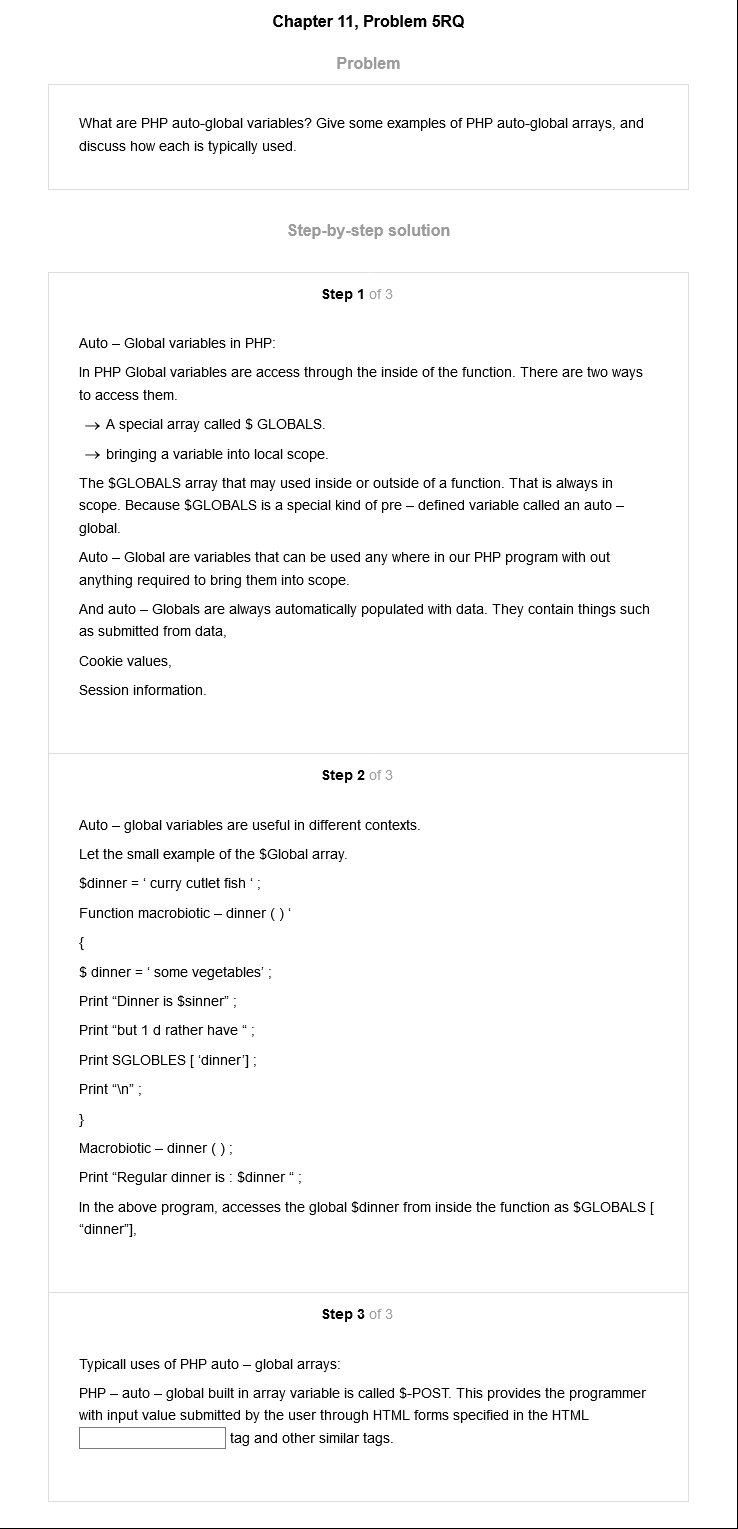 Chapter 11, Problem 5RQ
Problem
What are PHP auto-global variables? Give some examples of PHP auto-global arrays, and
discuss how each is typically used.
Step-by-step solution
Step 1 of 3
Auto – Global variables in PHP:
In PHP Global variables are access through the inside of the function. There are two ways
to access them.
→ A special array called $ GLOBALS.
→ bringing a variable into local scope.
The $GLOBALS array that may used inside or outside of a function. That is always in
scope. Because $GLOBALS is a special kind of pre – defined variable called an auto –
global.
Auto – Global are variables that can be used any where in our PHP program with out
anything required to bring them into scope.
And auto – Globals are always automatically populated with data. They contain things such
as submitted from data,
Cookie values,
Session information.
Step 2 of 3
Auto – global variables are useful in different contexts.
Let the small example of the $Global array.
$dinner = ‘ curry cutlet fish ‘ ;
Function macrobiotic – dinner ( ) ‘
{
$ dinner = ‘ some vegetables’ ;
Print “Dinner is $sinner” ;
Print “but 1 d rather have “ ;
Print SGLOBLES [ ‘dinner’] ;
Print “\n” ;
}
Macrobiotic – dinner ( ) ;
Print “Regular dinner is : $dinner “ ;
In the above program, accesses the global $dinner from inside the function as $GLOBALS [
“dinner”],
Step 3 of 3
Typicall uses of PHP auto – global arrays:
PHP – auto – global built in array variable is called $-POST. This provides the programmer
with input value submitted by the user through HTML forms specified in the HTML
tag and other similar tags.